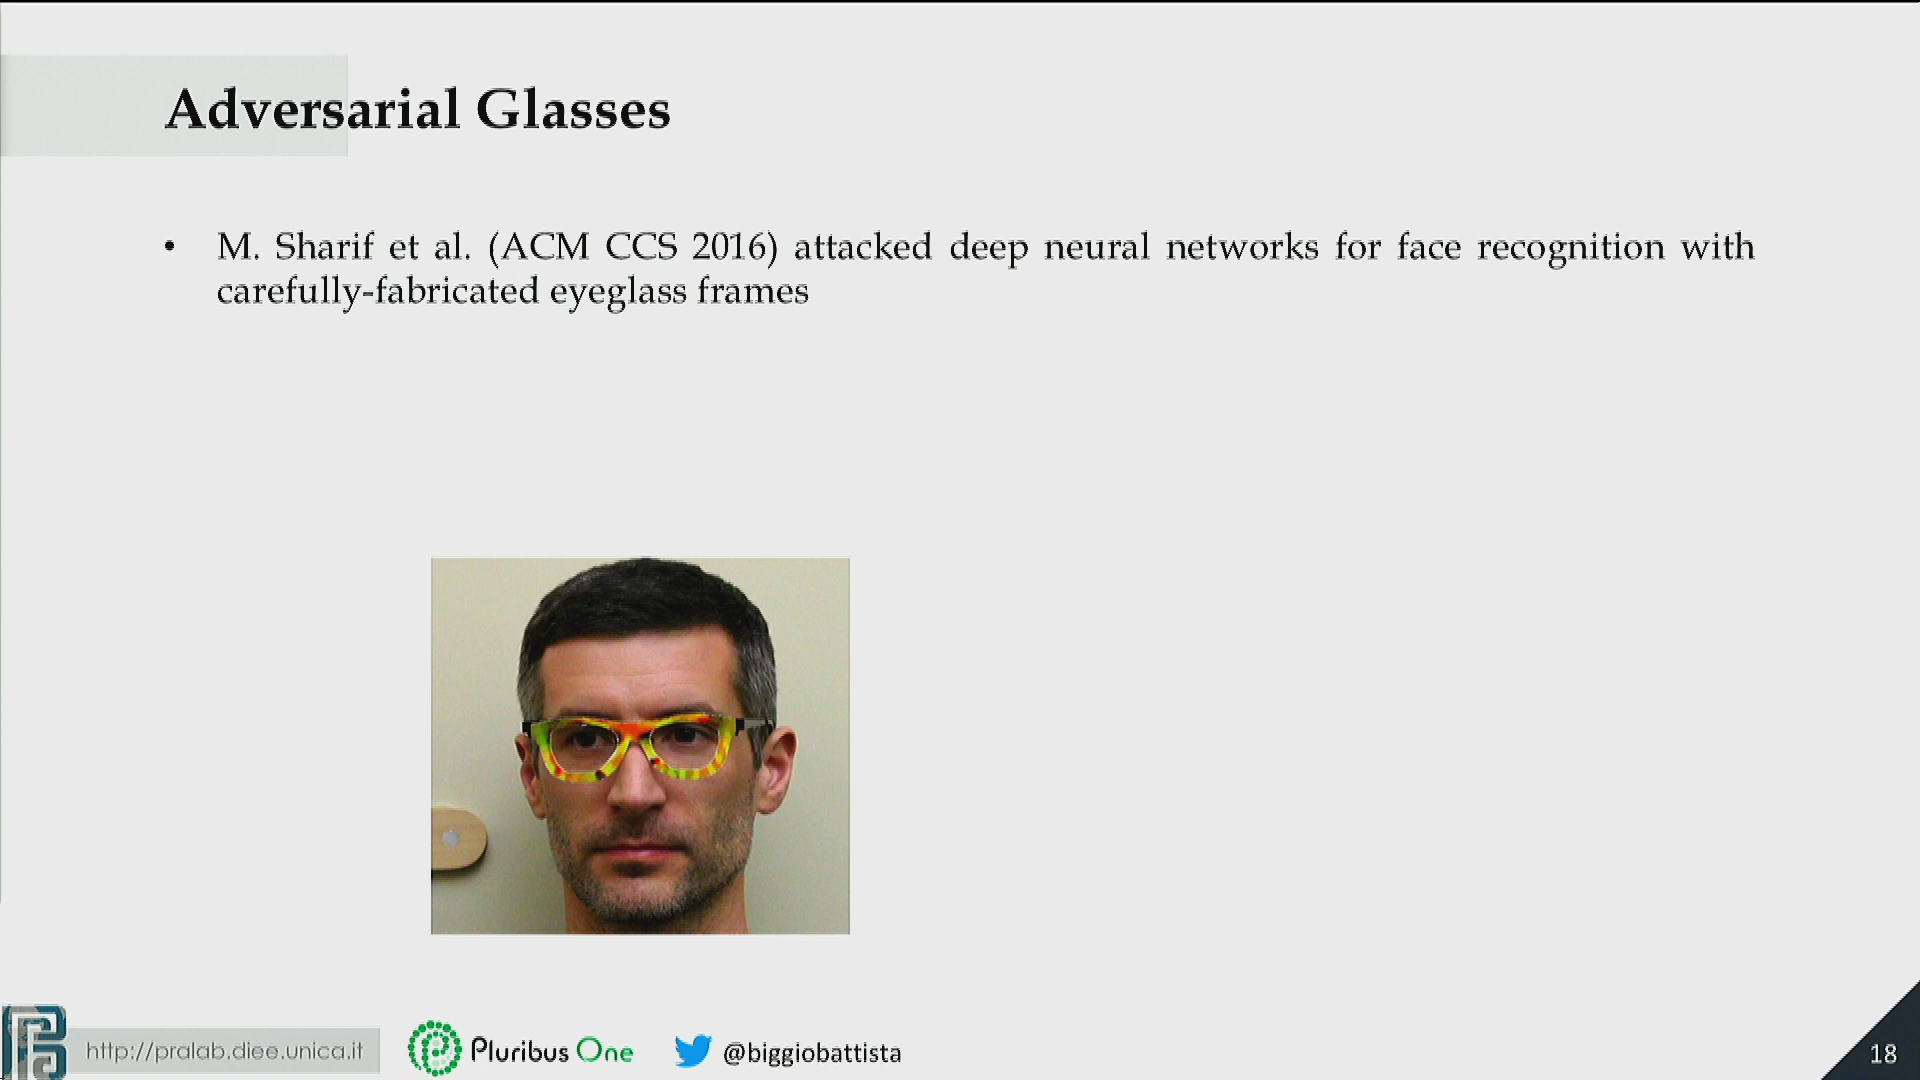 Adversarial Glasses
• M. Sharif et al. (ACM CCS 2016) attacked deep neural networks for face recognition with
carefully-fabricated eyeglass frames
http://pralab.diee.unica.it
Pluribus One
@biggiobattista
18